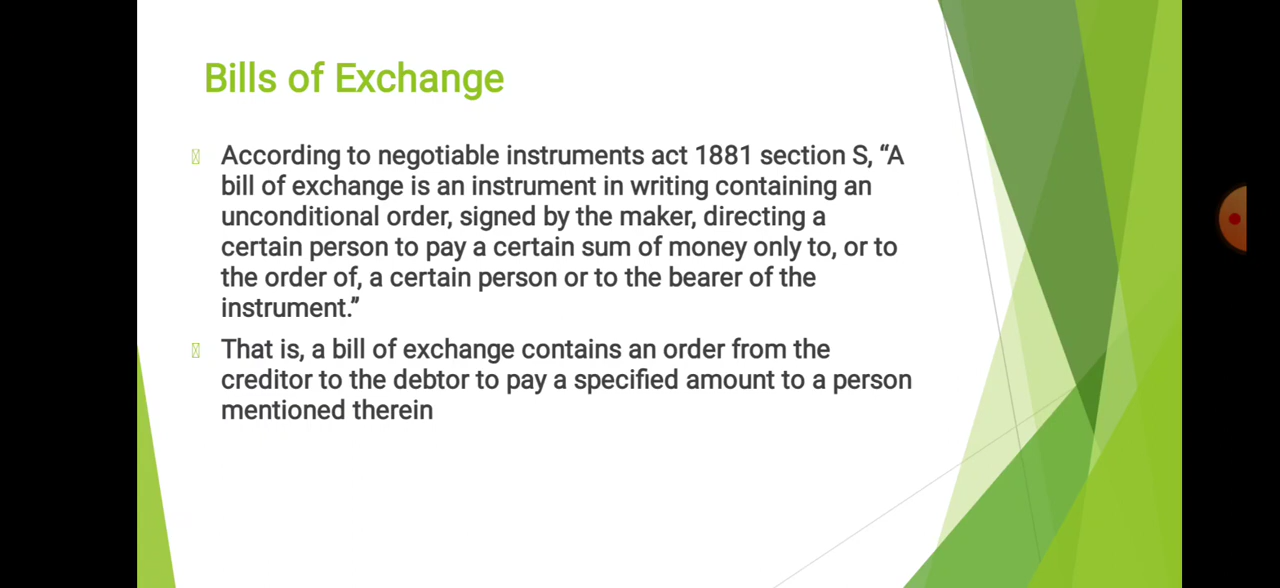 Bills of Exchange
According to negotiable instruments act 1881 section S, “A
bill of exchange is an instrument in writing containing an
unconditional order, signed by the maker, directing a
certain person to pay a certain sum of money only to, or to
the order of, a certain person or to the bearer of the
instrument.”
That is, a bill of exchange contains an order from the
creditor to the debtor to pay a specified amount to a person
mentioned therein